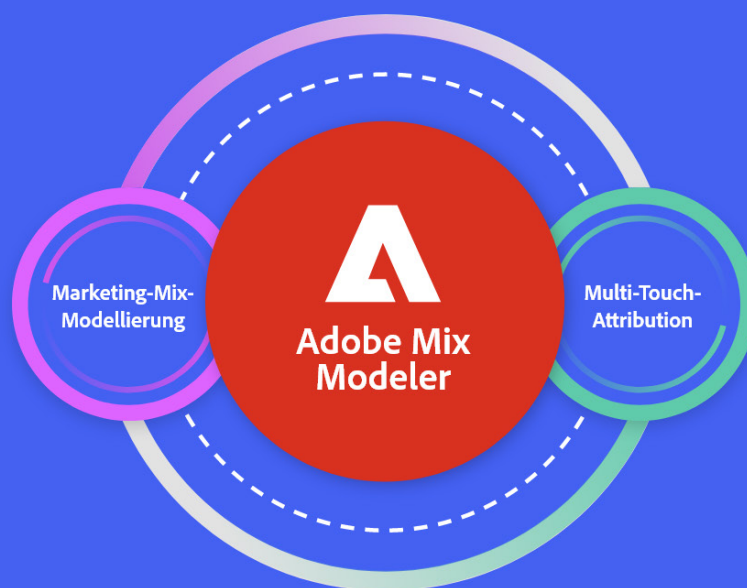 Marketing-Mix-
Modellierung
Adobe Mix
Modeler
Multi-Touch-
Attribution